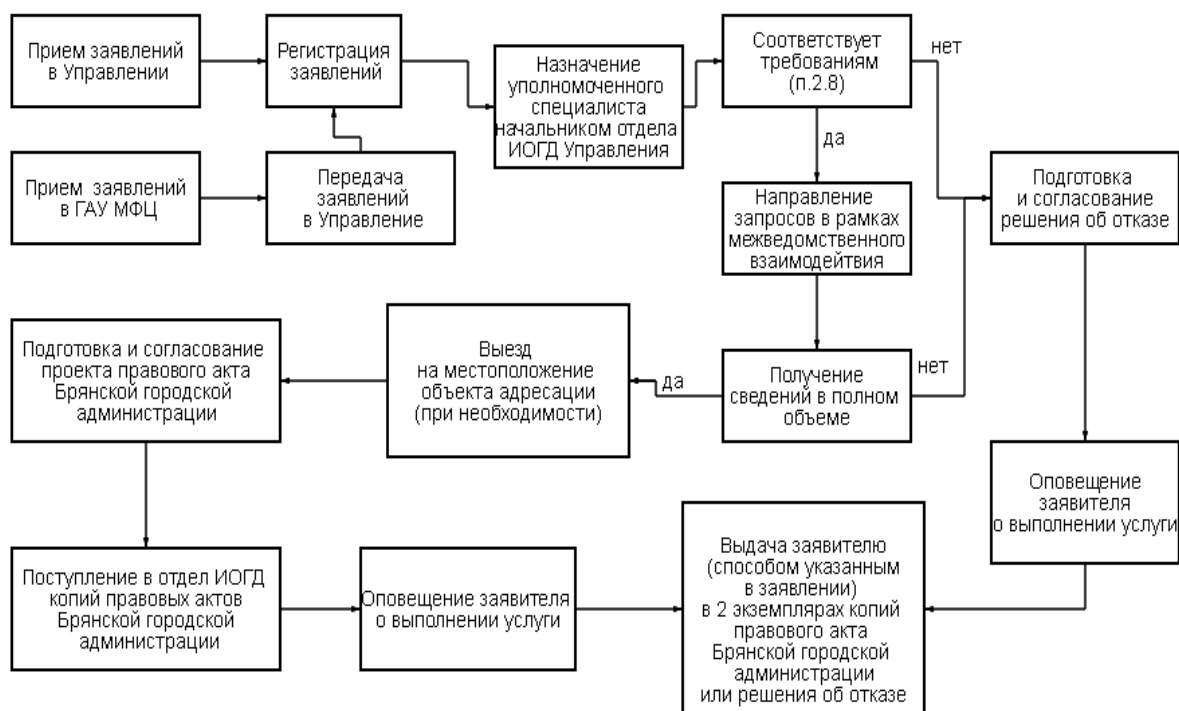 Прием заявлений
в Управлении
Регистрация
заявлений
Назначение
уполномоченного
специалиста
начальником отдела
ИОГД Управления
Соответствует
требованиям
(п.2.8)
нет
да
Прием заявлений
в ГАУ МФЦ
Передача
заявлений
в Управление
Направление
запросов в рамках
межведомственного
взаимодейтвия
Подготовка
и согласование
решения об отказе
Подготовка и согласование
проекта правового акта
Брянской городской
администрации
Выезд
на местоположение
объекта адресации
(при необходимости)
да
Получение
сведений в полном
объеме
нет
Оповещение
заявителя
о выполнении услуги
Поступление в отдел ИОГД
копий правовых актов
Брянской городской
администрации
Оповещение заявителя
о выполнении услуги
Выдача заявителю
(способом указанным
в заявлении)
в 2 экземплярах копий
правового акта
Брянской городской
администрации
или решения об отказе